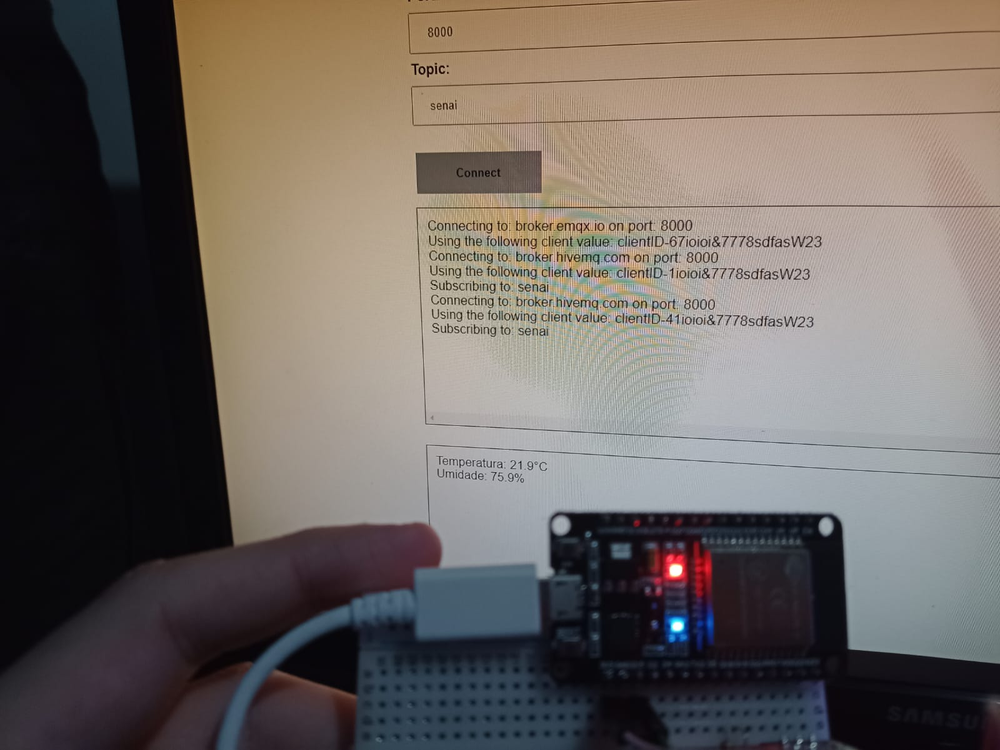 8000
Topic:
senai
Connect
Connecting to: broker.emqx.io on port: 8000
Using the following client value: clientID-67ioioi&7778sdfasW23
Connecting to: broker.hivemq.com on port: 8000
Using the following client value: clientID-1ioioi&7778sdfasW23
Subscribing to: senai
Connecting to: broker.hivemq.com on port: 8000
Using the following client value: clientID-41ioioi&7778sdfasW23
Subscribing to: senai
Temperatura: 21.9°C
Umidade: 75.9%
SAMSU